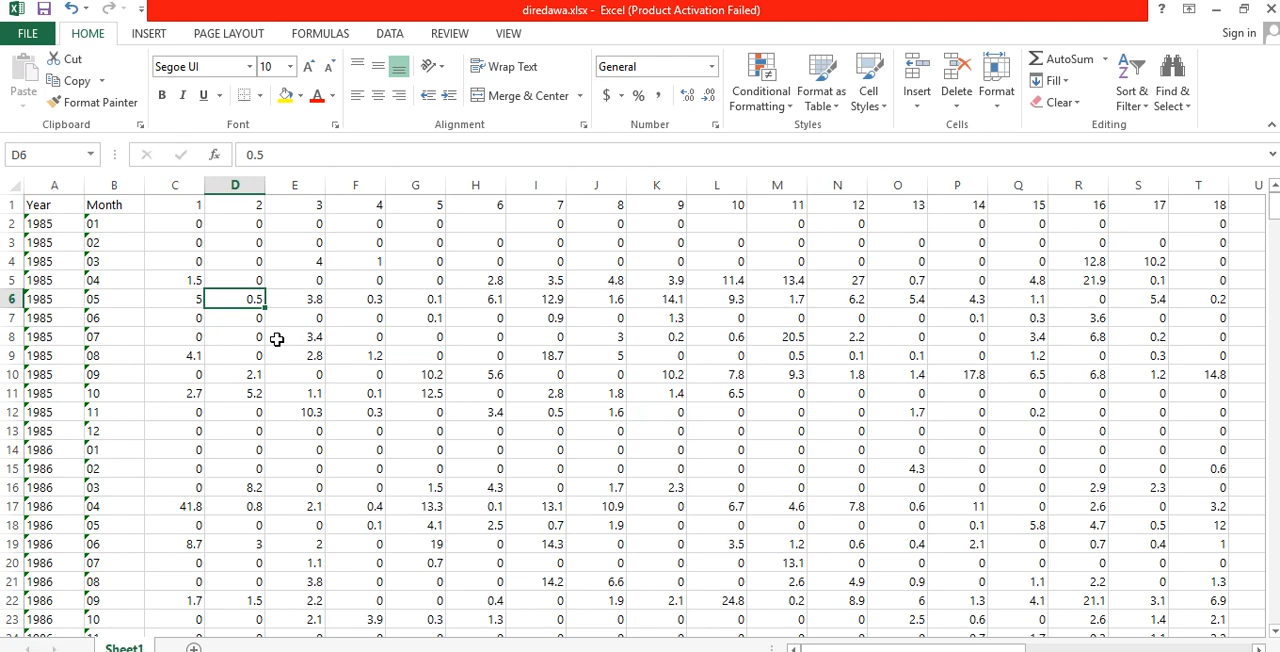 diredawa.xlsx - Excel (Product Activation Failed)
FILE HOME INSERT PAGE LAYOUT FORMULAS DATA REVIEW VIEW Sign in
Paste Cut Copy Format Painter Clipboard
Segoe UI 10 B I U A Font
Wrap Text Merge & Center Alignment
General $ % , Number
Conditional Formatting Format as Table Cell Styles Styles
Insert Delete Format Cells
AutoSum Fill Clear Sort & Filter Find & Select Editing
D6 fx 0.5
A B C D E F G H I J K L M N O P Q R S T U
1 Year Month 1 2 3 4 5 6 7 8 9 10 11 12 13 14 15 16 17 18
2 1985 01 0 0 0 0 0 0 0 0 0
3 1985 02 0 0 0 0 0 0 0 0 0 0 0 0 0 0 0 0 0 0
4 1985 03 0 0 4 1 0 0 0 0 0 0 0 0 0 0 0 12.8 10.2 0
5 1985 04 1.5 0 0 0 0 2.8 3.5 4.8 3.9 11.4 13.4 27 0.7 0 4.8 21.9 0.1 0
6 1985 05 5 0.5 3.8 0.3 0.1 6.1 12.9 1.6 14.1 9.3 1.7 6.2 5.4 4.3 1.1 0 5.4 0.2
7 1985 06 0 0 0 0 0.1 0 0.9 0 1.3 0 0 0 0 0.1 0.3 3.6 0 0
8 1985 07 0 0 3.4 0 0 0 0 3 0.2 0.6 20.5 2.2 0 0 3.4 6.8 0.2 0
9 1985 08 4.1 0 2.8 1.2 0 0 18.7 5 0 0 0.5 0.1 0.1 0 1.2 0 0.3 0
10 1985 09 0 2.1 0 0 10.2 5.6 0 0 10.2 7.8 9.3 1.8 1.4 17.8 6.5 6.8 1.2 14.8
11 1985 10 2.7 5.2 1.1 0.1 12.5 0 2.8 1.8 1.4 6.5 0 0 0 0 0 0 0 0
12 1985 11 0 0 10.3 0.3 0 3.4 0.5 1.6 0 0 0 0 1.7 0 0.2 0 0 0
13 1985 12 0 0 0 0 0 0 0 0 0 0 0 0 0 0 0 0 0 0
14 1986 01 0 0 0 0 0 0 0 0 0 0 0 0 0 0 0 0 0 0
15 1986 02 0 0 0 0 0 0 0 0 0 0 0 0 4.3 0 0 0 0 0.6
16 1986 03 0 8.2 0 0 1.5 4.3 0 1.7 2.3 0 0 0 0 0 0 2.9 2.3 0
17 1986 04 41.8 0.8 2.1 0.4 13.3 0.1 13.1 10.9 0 6.7 4.6 7.8 0.6 11 0 2.6 0 3.2
18 1986 05 0 0 0 0.1 4.1 2.5 0.7 1.9 0 0 0 0 0 0.1 5.8 4.7 0.5 12
19 1986 06 8.7 3 2 0 19 0 14.3 0 0 3.5 1.2 0.6 0.4 2.1 0 0.7 0.4 1
20 1986 07 0 0 1.1 0 0.7 0 0 0 0 0 13.1 0 0 0 0 0 0 0
21 1986 08 0 0 3.8 0 0 0 14.2 6.6 0 0 2.6 4.9 0.9 0 1.1 2.2 0 1.3
22 1986 09 1.7 1.5 2.2 0 0 0.4 0 1.9 2.1 24.8 0.2 8.9 6 1.3 4.1 21.1 3.1 6.9
23 1986 10 0 0 2.1 3.9 0.3 1.3 0 0 0 0 0 0 2.5 0.6 0 2.6 1.4 2.1
Sheet1